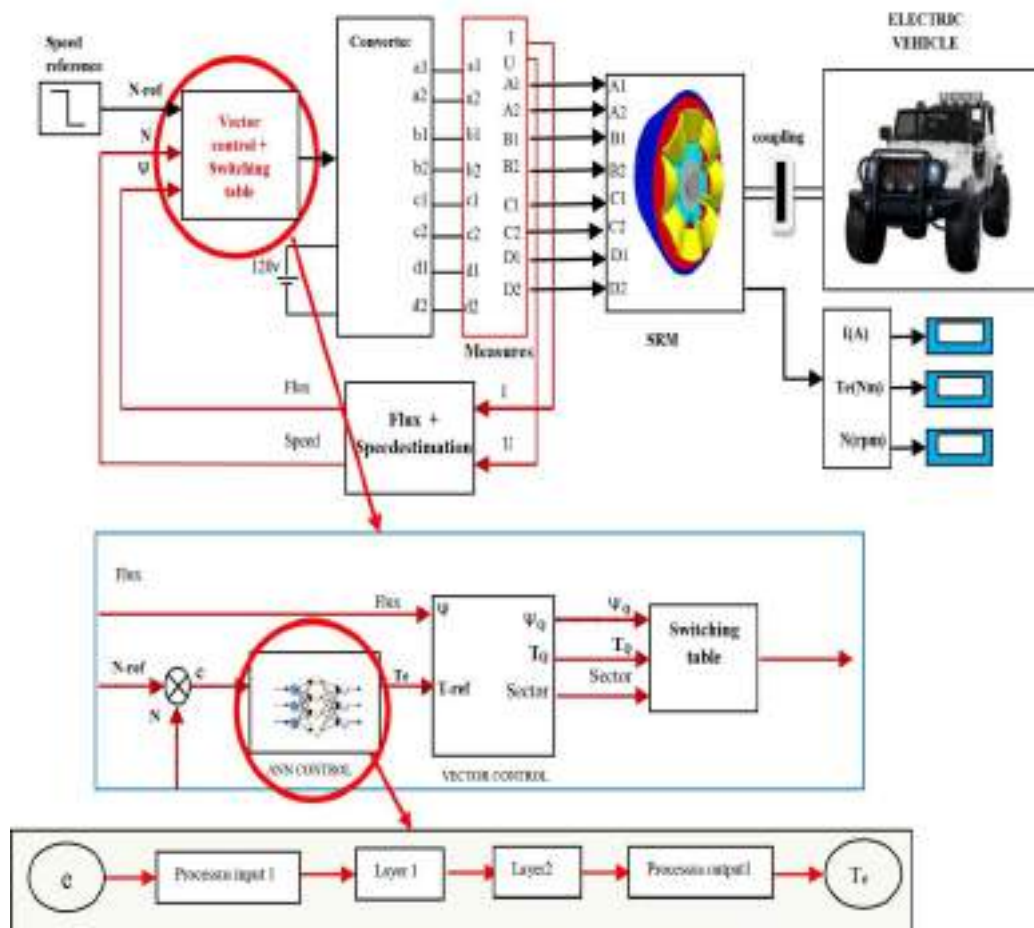 Speed
reference
N-ref
N
Ψ
Vector
control +
Switching
table
Converter
120v
a1
a2
b1
b2
c1
c2
d1
d2
a1
a2
b1
b2
c1
c2
d1
d2
I
U
A1
A2
B1
B2
C1
C2
D1
D2
Measures
A1
A2
B1
B2
C1
C2
D1
D2
SRM
coupling
ELECTRIC
VEHICLE
I(A)
Te(Nm)
N(rpm)
Flux
Speed
Flux +
Speedestimation
I
U
Flux
Flux
Ψ
N-ref
e
N
Te
T-ref
ANN CONTROL
ΨQ
TQ
Sector
VECTOR CONTROL
ΨQ
TQ
Sector
Switching
table
e
Process input 1
Layer 1
Layer2
Process output1
Te